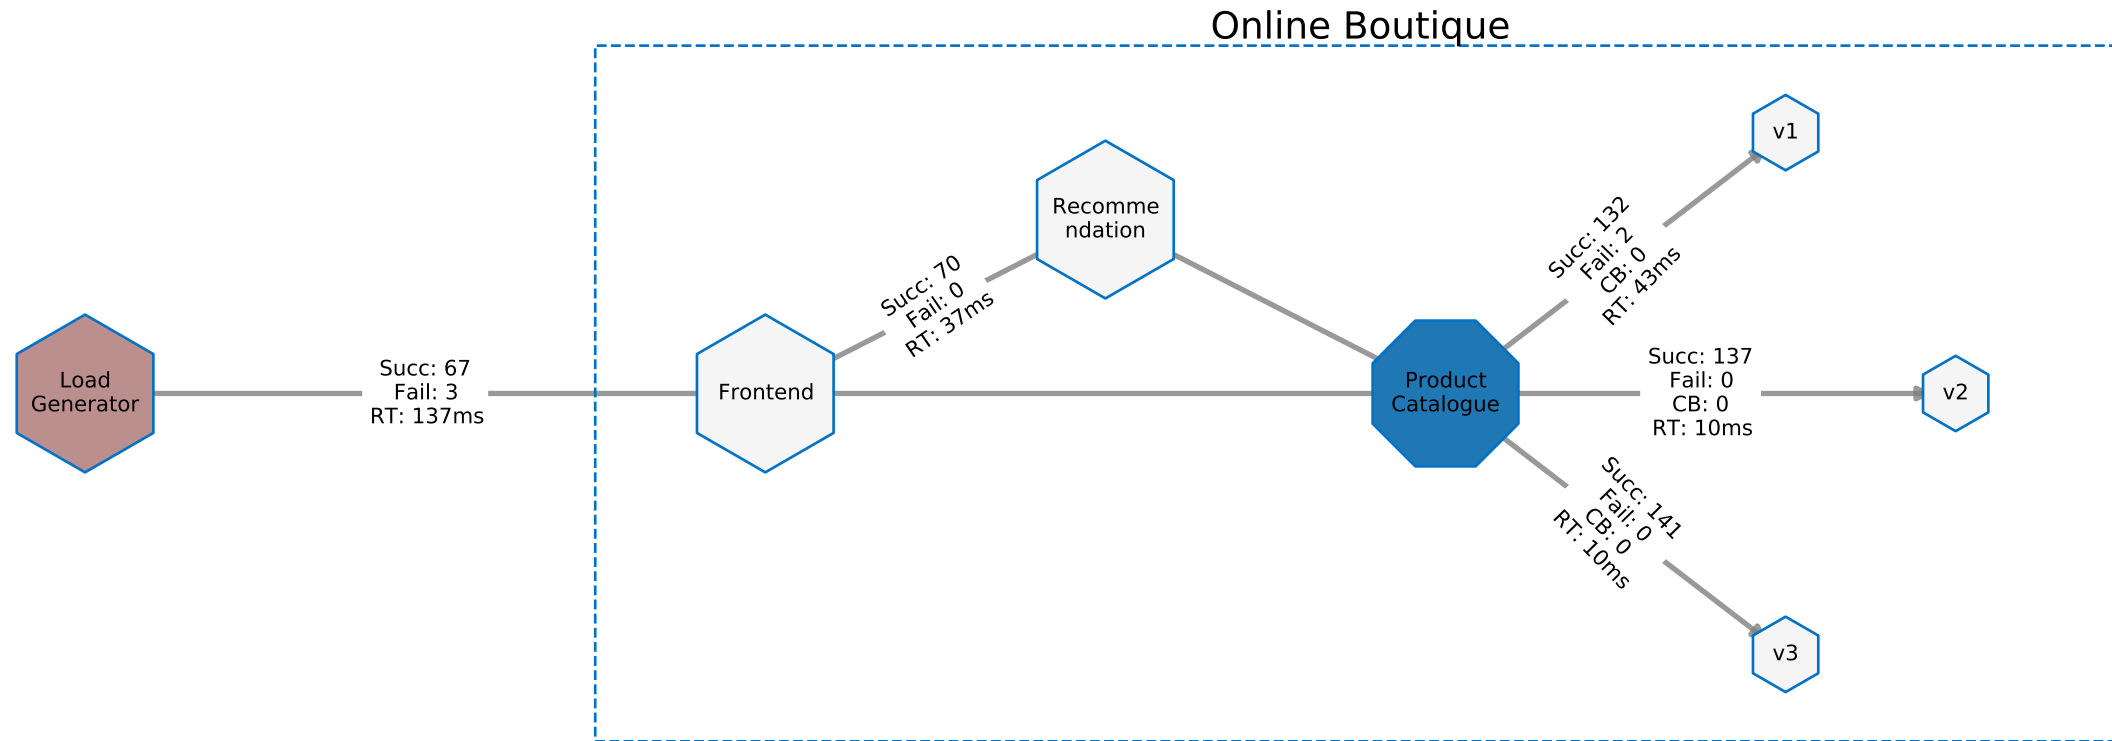 Online Boutique
v1
Recomme
ndation
Succ: 132
Fail: 2
CB: 0
RT: 43ms
Succ: 70
Fail: 0
RT: 37ms
Load
Generator
Succ: 67
Fail: 3
RT: 137ms
Frontend
Product
Catalogue
Succ: 137
Fail: 0
CB: 0
RT: 10ms
v2
Succ: 141
Fail: 0
CB: 0
RT: 10ms
v3